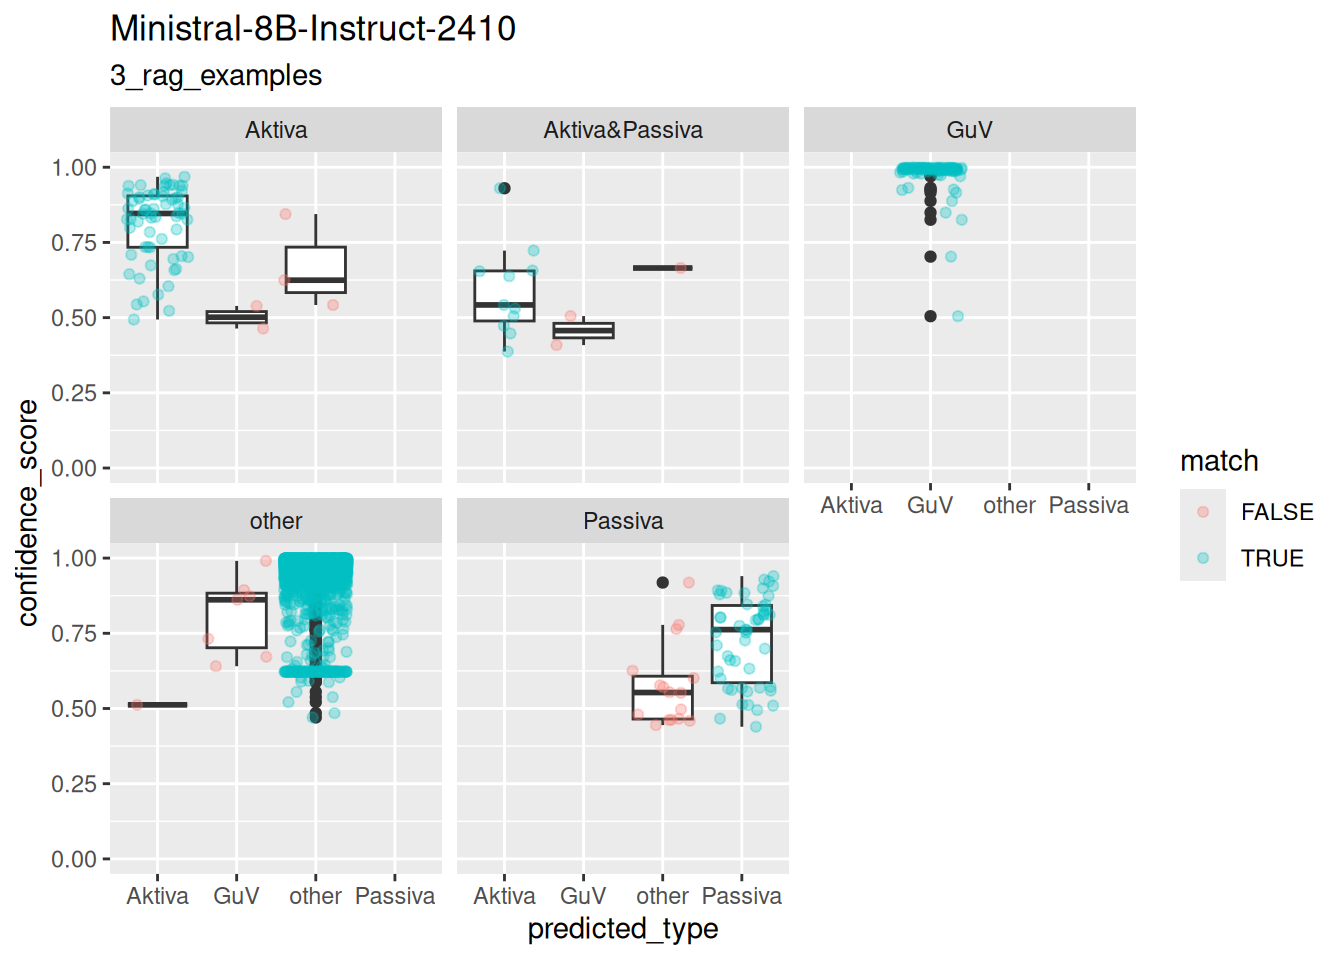 Ministral-8B-Instruct-2410
3_rag_examples
Aktiva
Aktiva&Passiva
GuV
1.00
0.75
0.50
0.25
0.00
Aktiva GuV other Passiva
other
Passiva
1.00
0.75
0.50
0.25
0.00
Aktiva GuV other Passiva
Aktiva GuV other Passiva
predicted_type
confidence_score
match
FALSE
TRUE